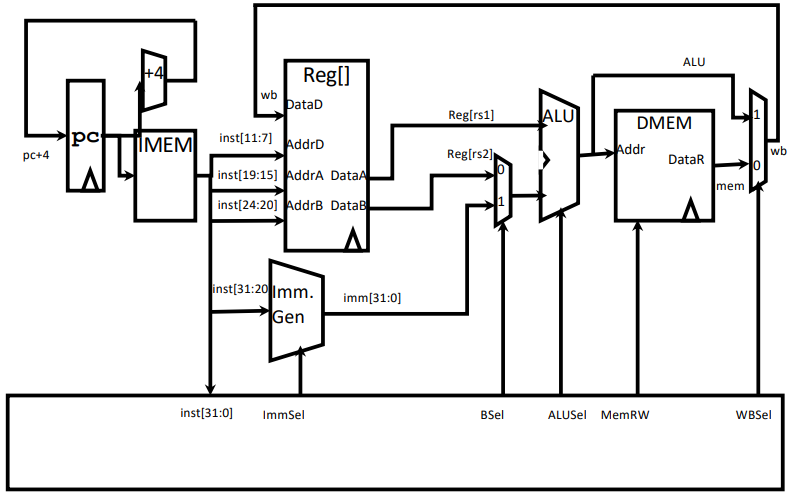 ALU
+4
Reg[]
wb
DataD
Reg[rs1]
ALU
1
DMEM
pc
IMEM
inst[11:7]
AddrD
pc+4
Reg[rs2]
Addr
DataR
wb
inst[19:15]
AddrA
DataA
0
0
mem
inst[24:20]
AddrB
DataB
1
inst[31:20
Imm.
Gen
imm[31:0]
inst[31:0]
ImmSel
BSel
ALUSel
MemRW
WBSel